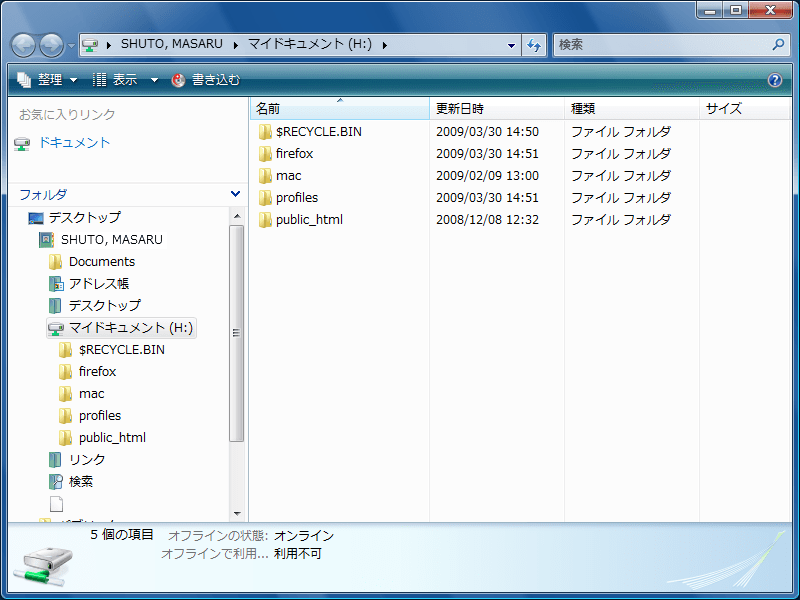 SHUTO, MASARU マイドキュメント (H:) 検索
整理 表示 書き込む
お気に入りリンク
ドキュメント
フォルダ
デスクトップ
SHUTO, MASARU
Documents
アドレス帳
デスクトップ
マイドキュメント (H:)
$RECYCLE.BIN
firefox
mac
profiles
public_html
リンク
検索
名前 更新日時 種類 サイズ
$RECYCLE.BIN 2009/03/30 14:50 ファイル フォルダ
firefox 2009/03/30 14:51 ファイル フォルダ
mac 2009/02/09 13:00 ファイル フォルダ
profiles 2009/03/30 14:51 ファイル フォルダ
public_html 2008/12/08 12:32 ファイル フォルダ
5 個の項目 オフラインの状態: オンライン
オフラインで利用... 利用不可